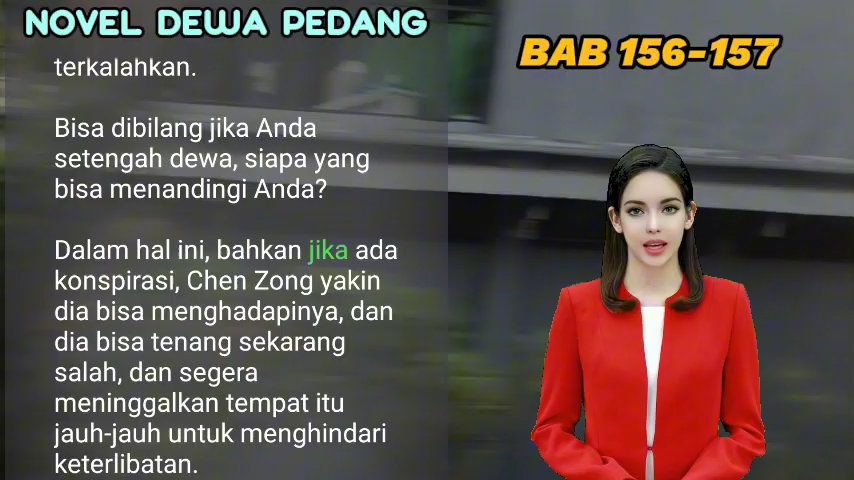 NOVEL DEWA PEDANG
BAB 156-157
terkalahkan.
Bisa dibilang jika Anda
setengah dewa, siapa yang
bisa menandingi Anda?
Dalam hal ini, bahkan jika ada
konspirasi, Chen Zong yakin
dia bisa menghadapinya, dan
dia bisa tenang sekarang
salah, dan segera
meninggalkan tempat itu
jauh-jauh untuk menghindari
keterlibatan.